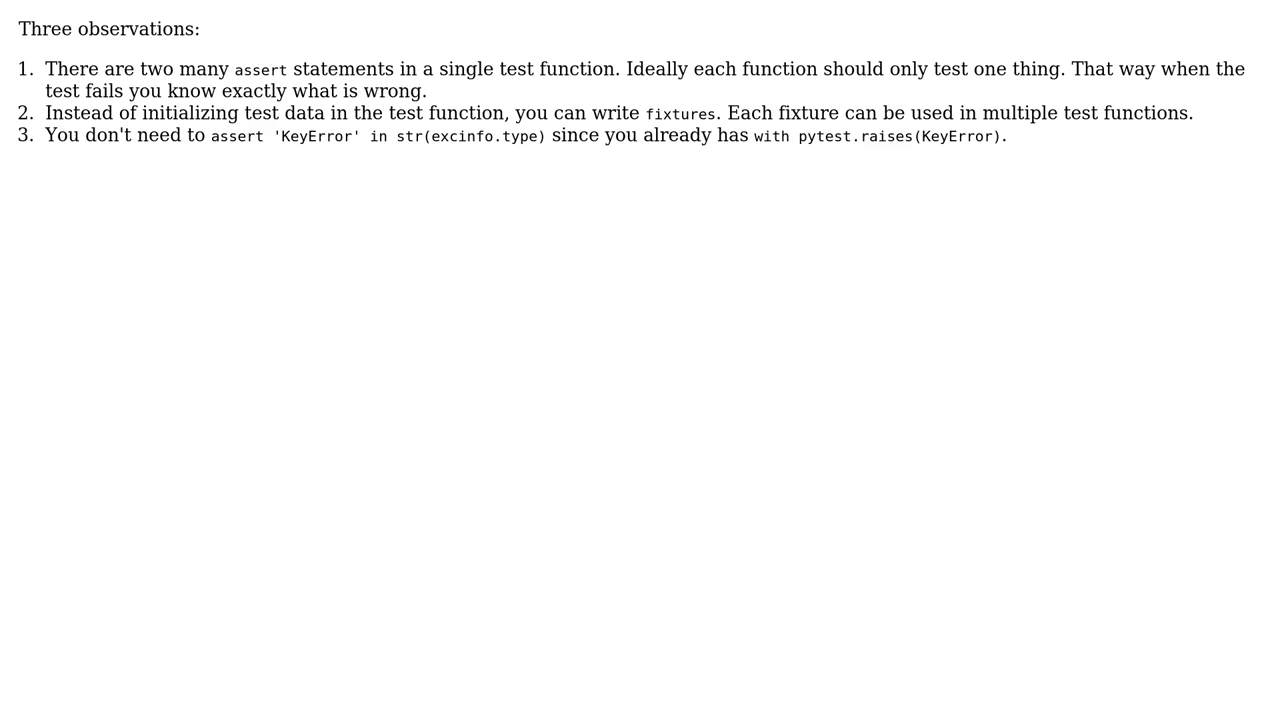 Three observations:
1. There are two many assert statements in a single test function. Ideally each function should only test one thing. That way when the
test fails you know exactly what is wrong.
2. Instead of initializing test data in the test function, you can write fixtures. Each fixture can be used in multiple test functions.
3. You don't need to assert 'KeyError' in str(excinfo.type) since you already has with pytest.raises(KeyError).